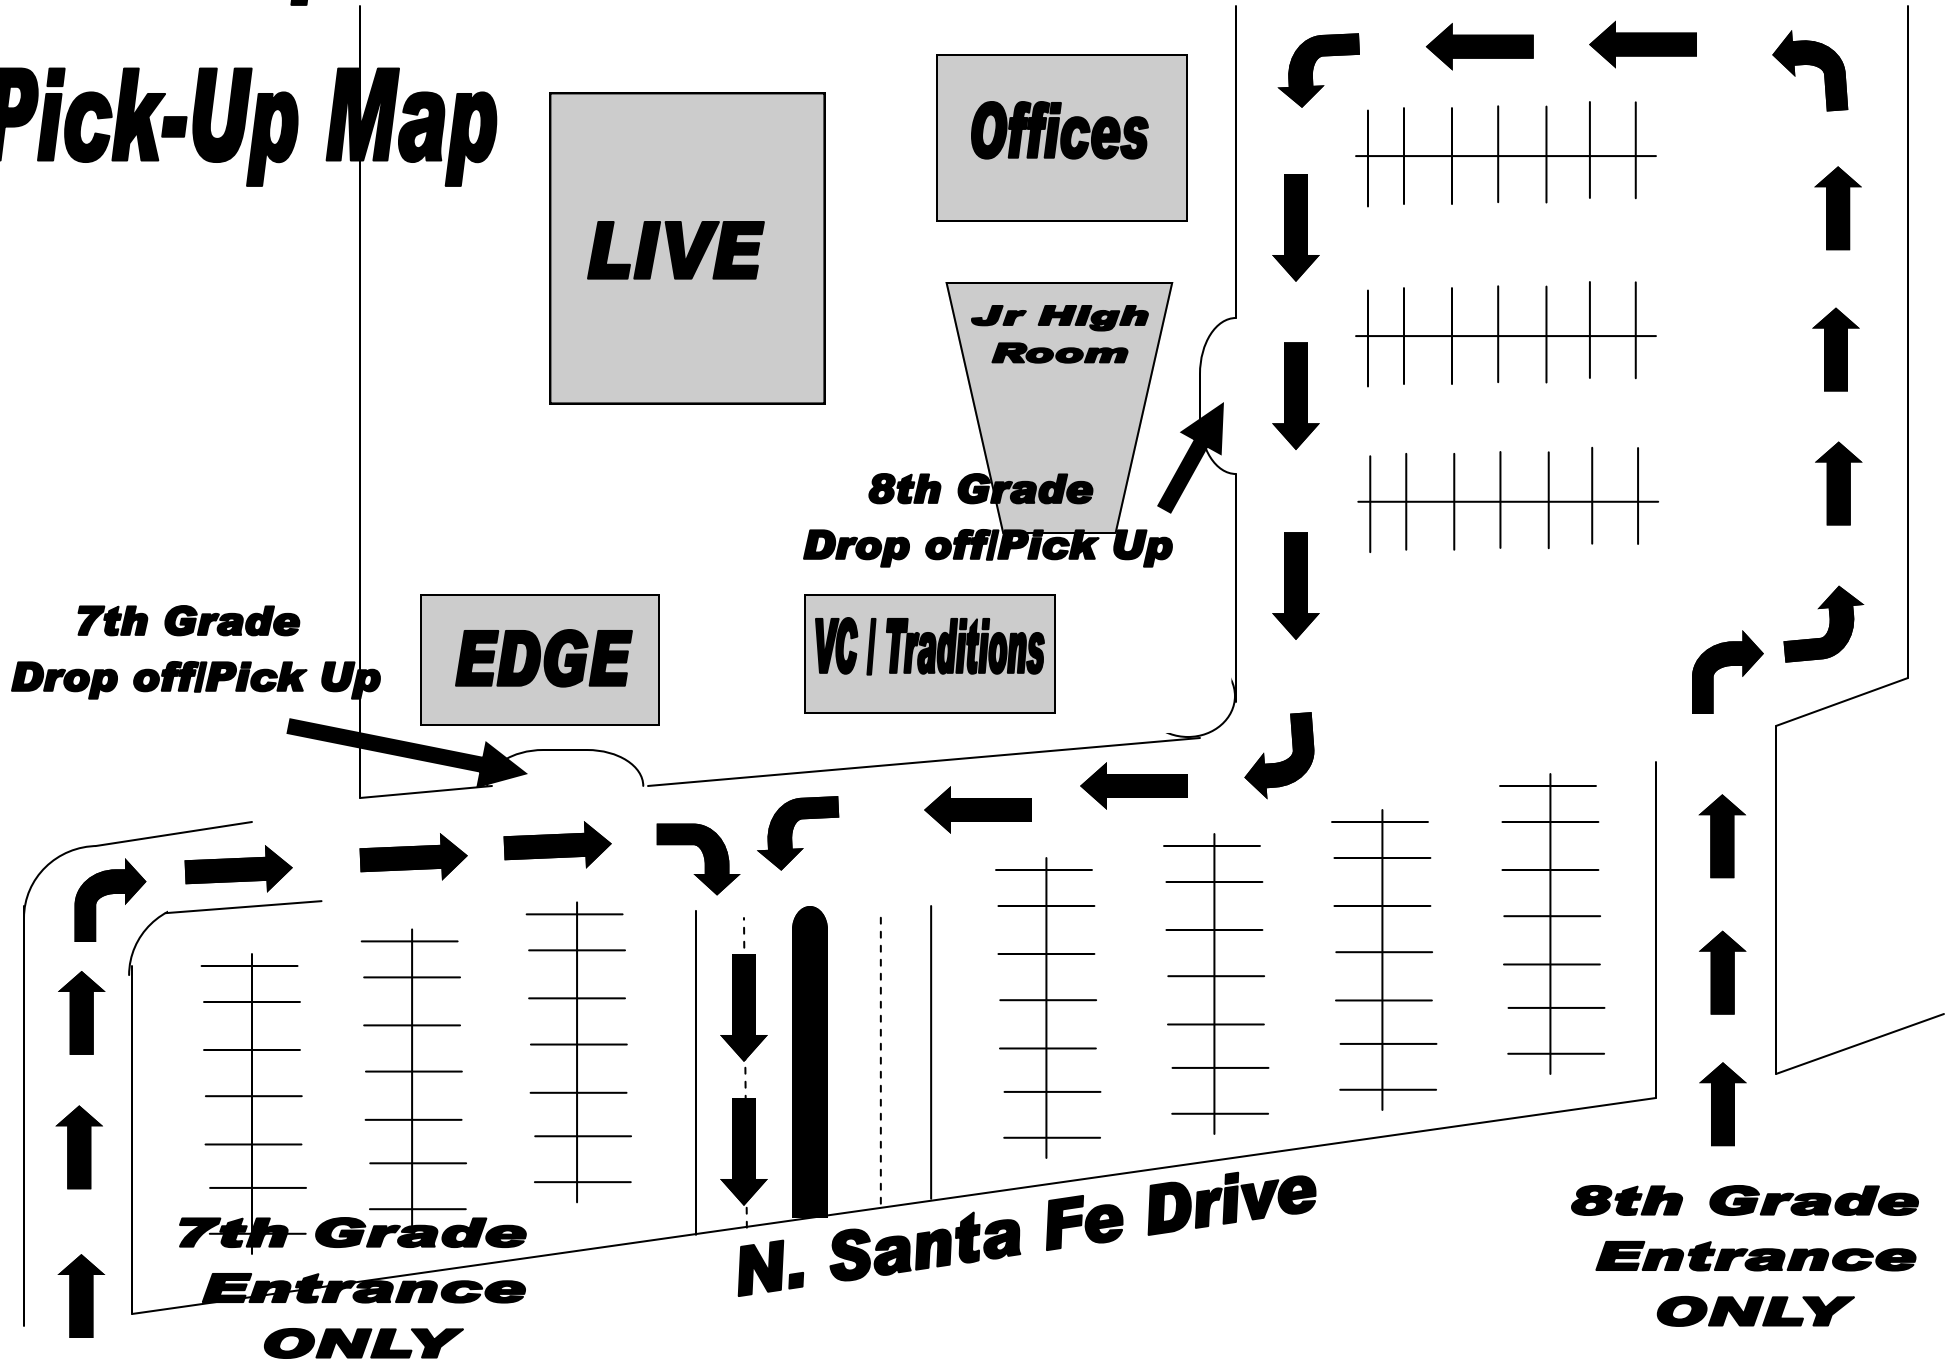 Pick-Up Map
Offices
LIVE
Jr HIgh
Room
8th Grade
Drop off/Pick Up
7th Grade
Drop off/Pick Up
EDGE
VC / Traditions
N. Santa Fe Drive
7th Grade
Entrance
ONLY
8th Grade
Entrance
ONLY